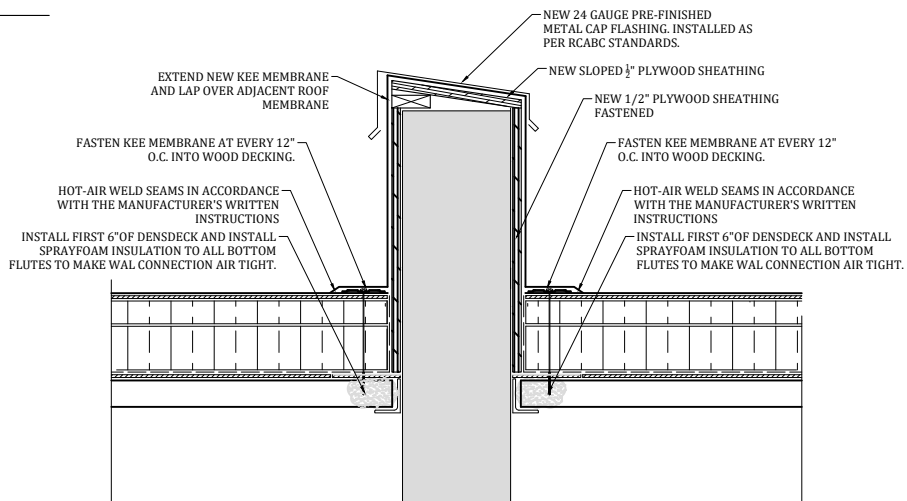 NEW 24 GAUGE PRE-FINISHED
METAL CAP FLASHING. INSTALLED AS
PER RCABC STANDARDS.
EXTEND NEW KEE MEMBRANE
AND LAP OVER ADJACENT ROOF
MEMBRANE
NEW SLOPED ½" PLYWOOD SHEATHING
NEW 1/2" PLYWOOD SHEATHING
FASTENED
FASTEN KEE MEMBRANE AT EVERY 12"
O.C. INTO WOOD DECKING.
FASTEN KEE MEMBRANE AT EVERY 12"
O.C. INTO WOOD DECKING.
HOT-AIR WELD SEAMS IN ACCORDANCE
WITH THE MANUFACTURER'S WRITTEN
INSTRUCTIONS
HOT-AIR WELD SEAMS IN ACCORDANCE
WITH THE MANUFACTURER'S WRITTEN
INSTRUCTIONS
INSTALL FIRST 6"OF DENSDECK AND INSTALL
SPRAYFOAM INSULATION TO ALL BOTTOM
FLUTES TO MAKE WAL CONNECTION AIR TIGHT.
INSTALL FIRST 6"OF DENSDECK AND INSTALL
SPRAYFOAM INSULATION TO ALL BOTTOM
FLUTES TO MAKE WAL CONNECTION AIR TIGHT.